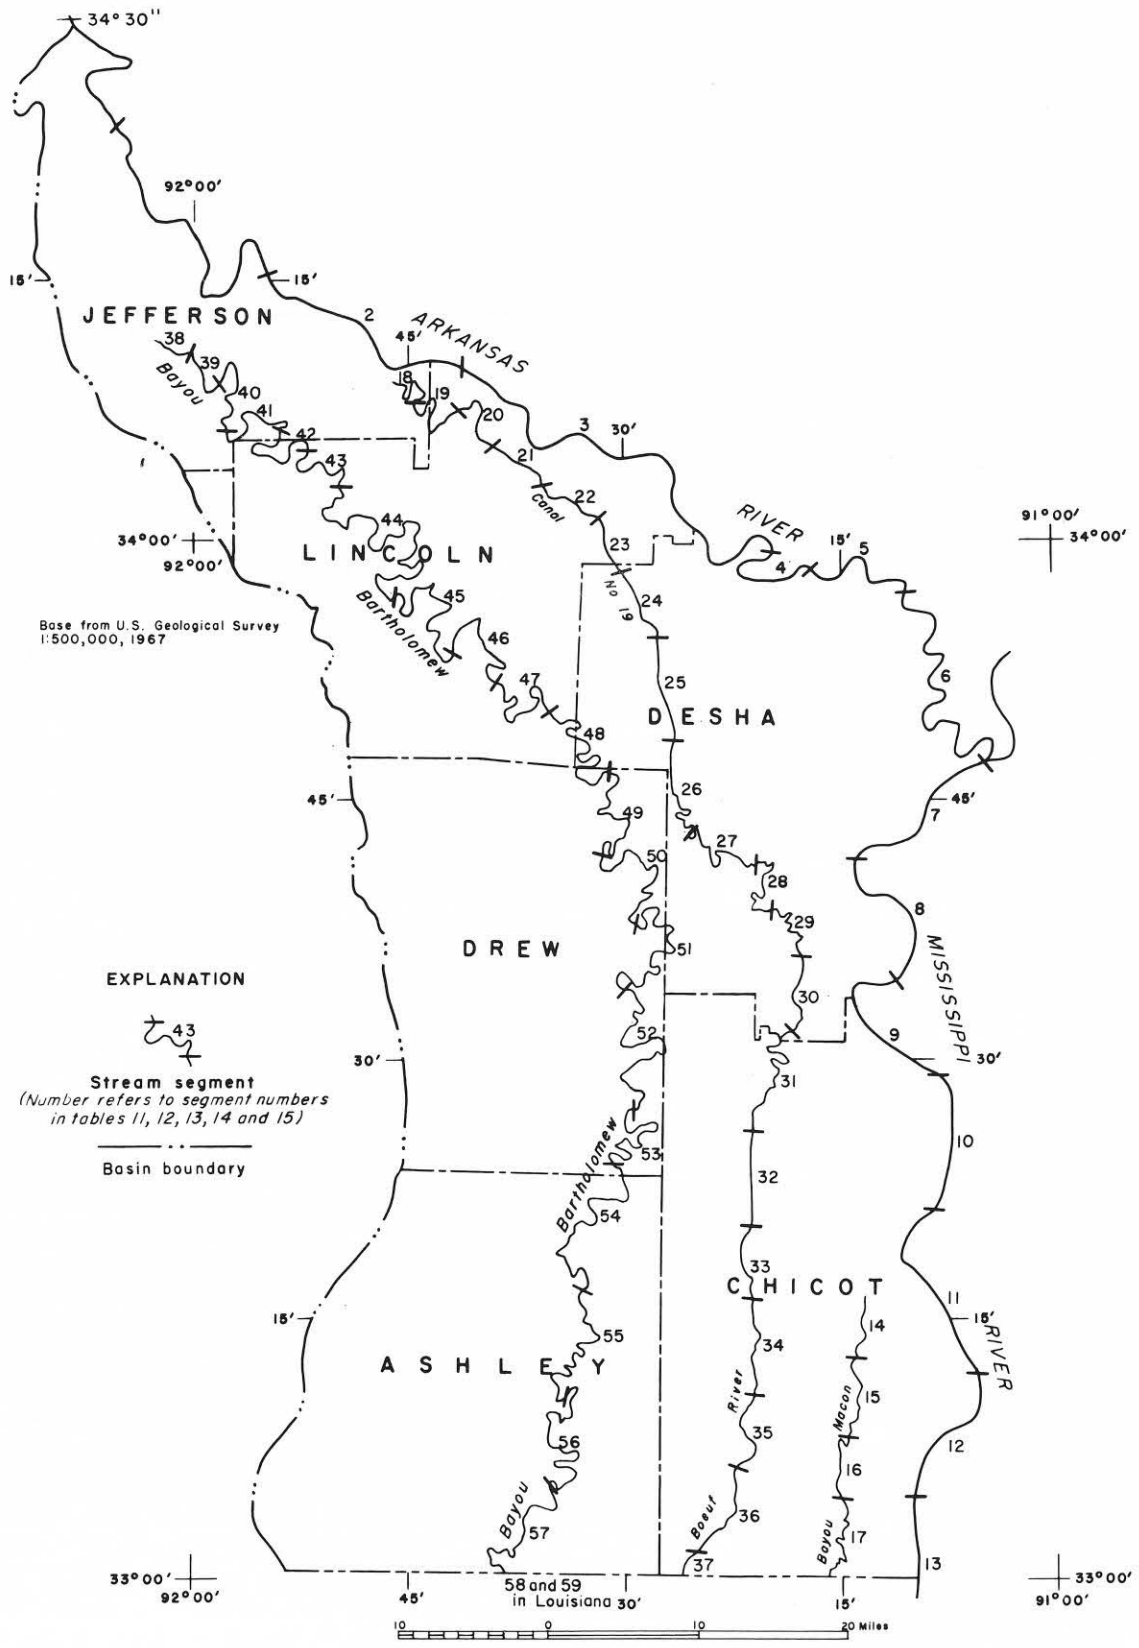 34°30"
92°00'
15'
15'
JEFFERSON
2
ARKANSAS
45'
38
39
Bayou
40
41
42
43
18
19
20
21
3
30'
Canal
22
44
RIVER
91°00'
34°00'
34°00'
92°00'
LINCOLN
23
No 19
24
15'
4
5
Base from U.S. Geological Survey
1:500,000, 1967
Bartholomew
45
46
47
48
25
DESHA
6
45'
26
45'
7
49
27
50
28
8
29
DREW
51
MISSISSIPPI
EXPLANATION
43
Stream segment
(Number refers to segment numbers
in tables 11, 12, 13, 14 and 15)
Basin boundary
30'
52
30
9
30'
31
10
Bartholomew
53
32
54
33
CHICOT
11
15'
14
15'
RIVER
55
34
ASHLEY
River
Macon
15
35
12
56
16
Bayou
57
Boeuf
36
Bayou
17
37
13
33°00'
92°00'
45'
58 and 59
in Louisiana
30'
15'
33°00'
91°00'
10 0 10 20 Miles